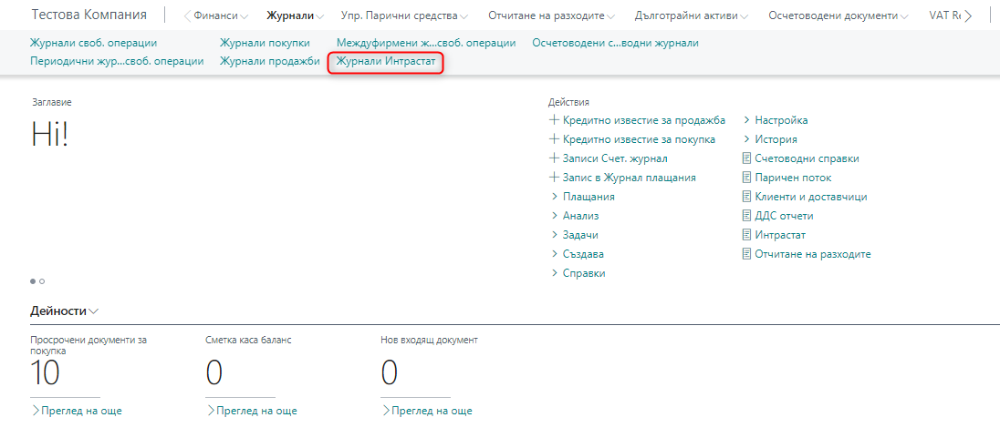 Тестова Компания Финанси Журнали Упр. Парични средства Отчитане на разходите Дълготрайни активи Осчетоводени документи VAT Re
Журнали своб. операции Журнали покупки Междуфирмени ж...своб. операции Осчетоводени с...водни журнали
Периодични жур...своб. операции Журнали продажби Журнали Интрастат
Заглавие
Hi!
Действия
Кредитно известие за продажба
Кредитно известие за покупка
Записи Счет. журнал
Запис в Журнал плащания
Плащания
Анализ
Задачи
Създава
Справки
Настройка
История
Счетоводни справки
Паричен поток
Клиенти и доставчици
ДДС отчети
Интрастат
Отчитане на разходите
Дейности
Просрочени документи за
покупка
10
Преглед на още
Сметка каса баланс
0
Преглед на още
Нов входящ документ
0
Преглед на още